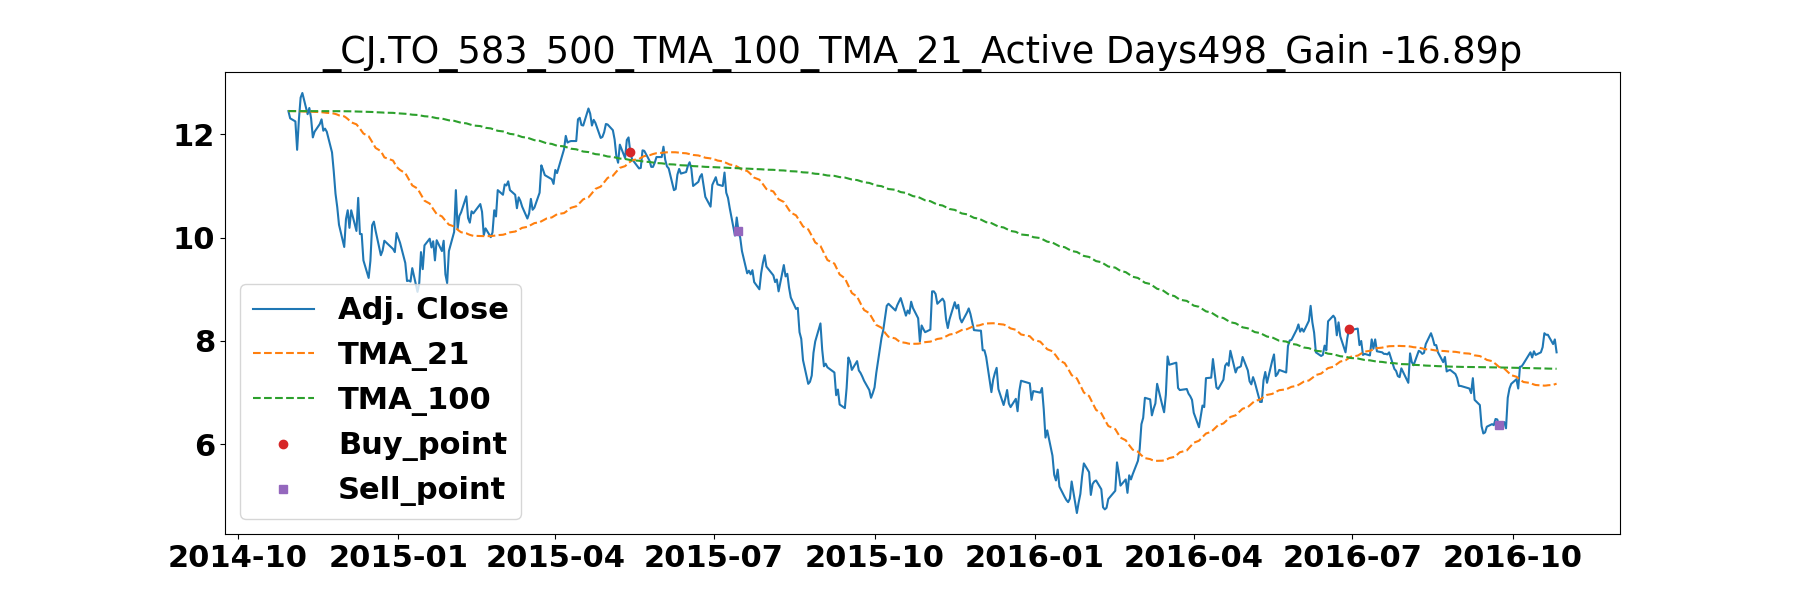 _CJ.TO_583_500_TMA_100_TMA_21_Active Days498_Gain -16.89p
12
10
8
6
Adj. Close
TMA_21
TMA_100
Buy_point
Sell_point
2014-10 2015-01 2015-04 2015-07 2015-10 2016-01 2016-04 2016-07 2016-10